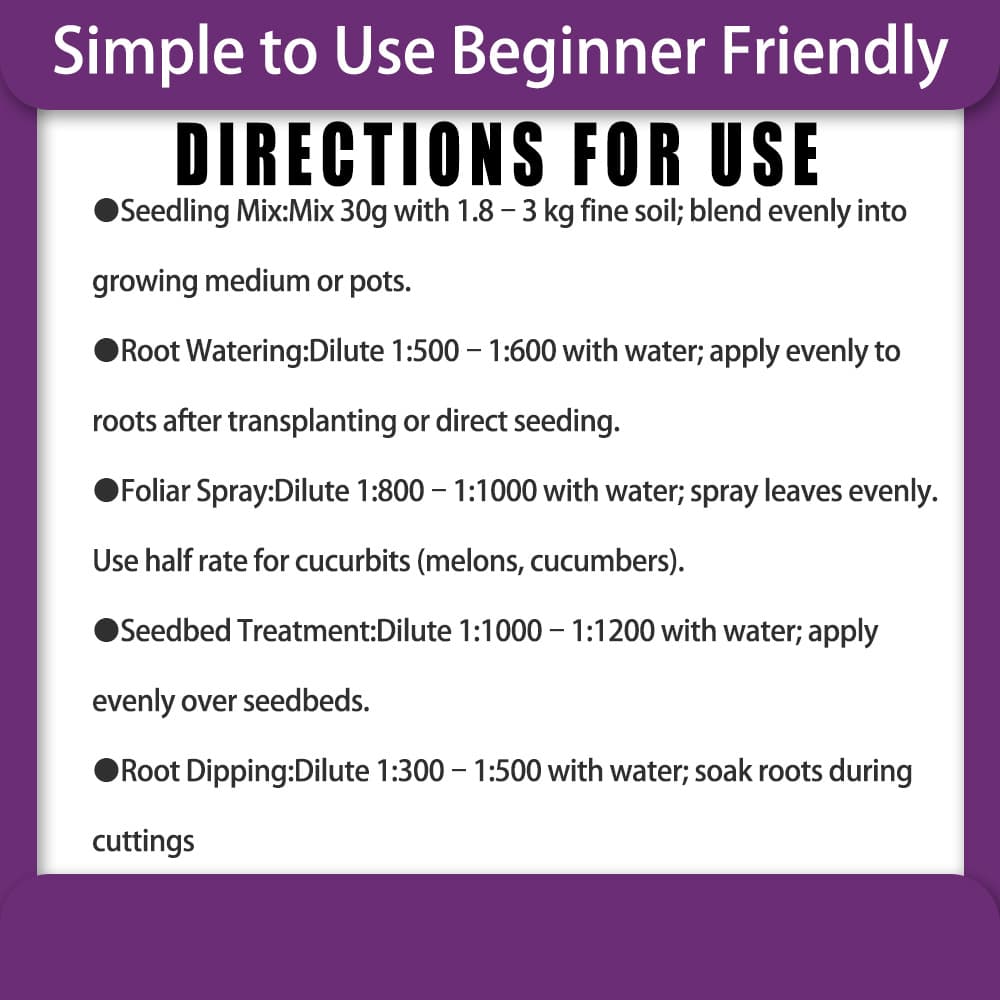 Simple to Use Beginner Friendly
DIRECTIONS FOR USE
●Seedling Mix:Mix 30g with 1.8 – 3 kg fine soil; blend evenly into
growing medium or pots.
●Root Watering:Dilute 1:500 – 1:600 with water; apply evenly to
roots after transplanting or direct seeding.
●Foliar Spray:Dilute 1:800 – 1:1000 with water; spray leaves evenly.
Use half rate for cucurbits (melons, cucumbers).
●Seedbed Treatment:Dilute 1:1000 – 1:1200 with water; apply
evenly over seedbeds.
●Root Dipping:Dilute 1:300 – 1:500 with water; soak roots during
cuttings